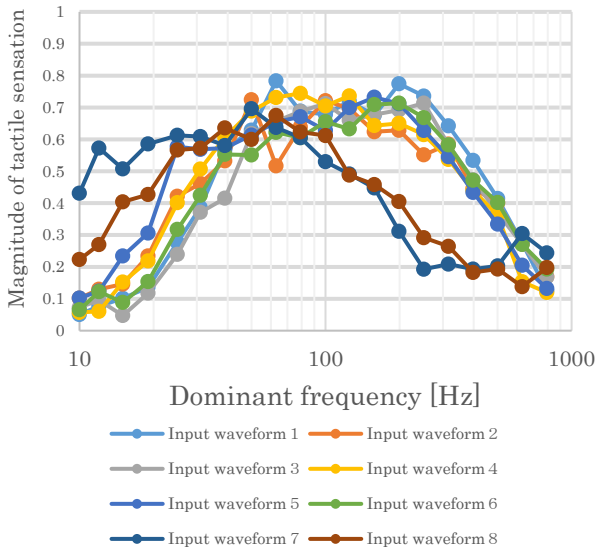 Magnitude of tactile sensation
1
0.9
0.8
0.7
0.6
0.5
0.4
0.3
0.2
0.1
0
10 100 1000
Dominant frequency [Hz]
Input waveform 1 Input waveform 2
Input waveform 3 Input waveform 4
Input waveform 5 Input waveform 6
Input waveform 7 Input waveform 8